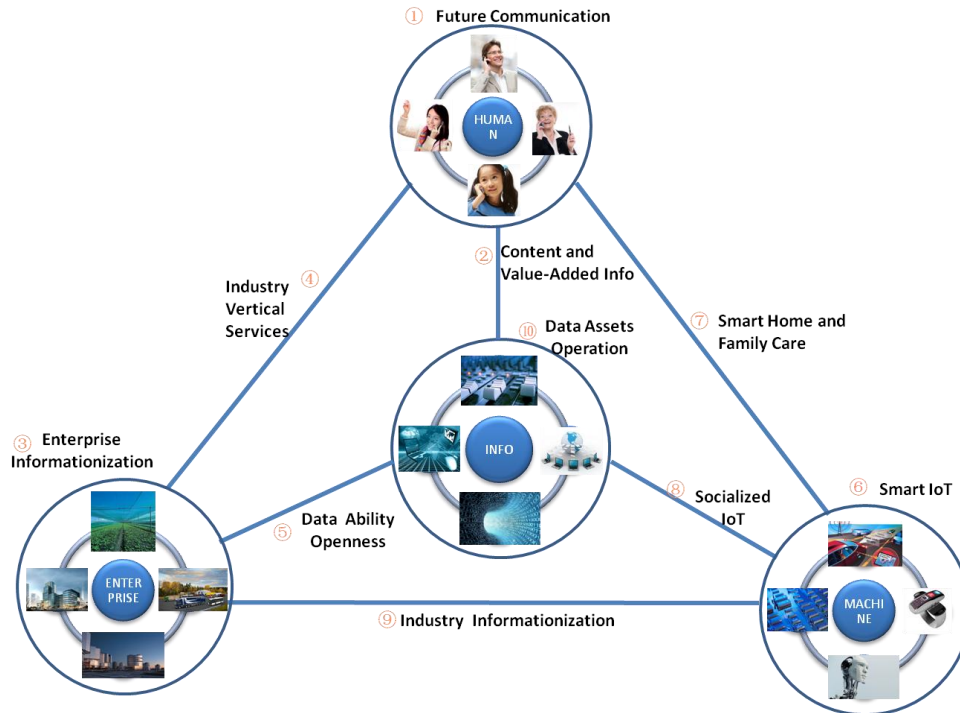 ① Future Communication
HUMA
N
② Content and
Value-Added Info
Industry ④
Vertical
Services
⑩ Data Assets
Operation
⑦ Smart Home and
Family Care
③ Enterprise
Informationization
INFO
⑤ Data Ability
Openness
⑧ Socialized
IoT
⑥ Smart IoT
ENTER
PRISE
MACHI
NE
⑨ Industry Informationization